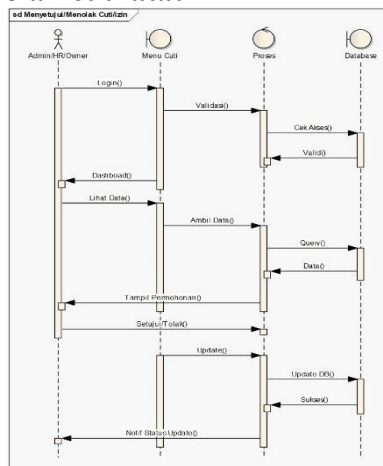 sd Menyetujui/Menolak Cuti/izin
Admin/HR/Owner
Menu Cuti
Proses
Database
Login()
Validasi()
Cek Akses()
Valid()
Dashboad()
Lihat Data()
Ambil Data()
Query()
Data()
Tampil Permohonan()
Setujui/Tolak()
Update()
Update DB()
Sukses()
Notif Status Update()